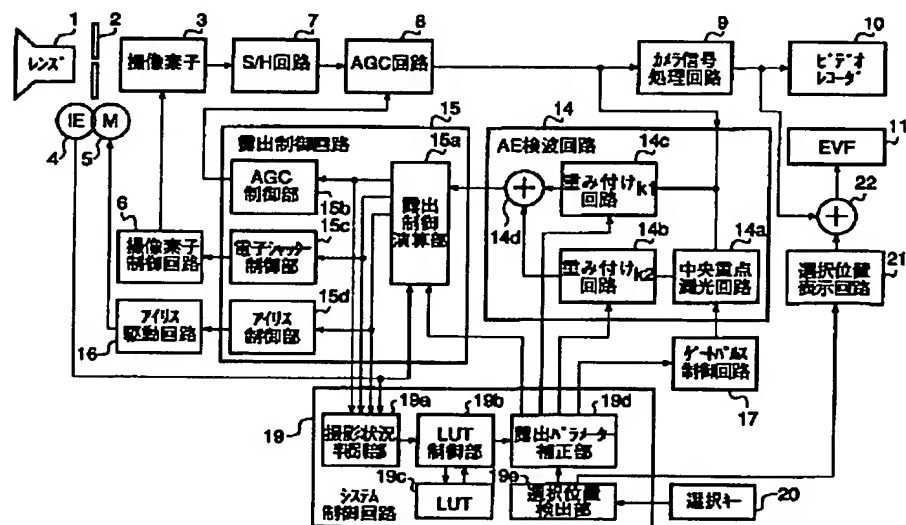 1
2
3
7
8
9
10
レンズ
撮像素子
S/H回路
AGC回路
カメラ信号
処理回路
ビデオ
レコーダ
IE
M
4
5
15
露出制御回路
15a
14
AE検波回路
14c
11
EVF
AGC
制御部
15b
露出
制御
演算部
14d
重み付け
回路
k1
22
6
撮像素子
制御回路
15c
電子シャッター
制御部
14b
重み付け
回路
k2
14a
中央重点
測光回路
21
選択位置
表示回路
アイリス
駆動回路
16
15d
アイリス
制御部
ゲートパルス
制御回路
17
19
19a
撮影状況
判別部
19b
LUT
制御部
19d
露出パラメータ
補正部
19c
LUT
システム
制御回路
19e
選択位置
検出部
選択キー
20